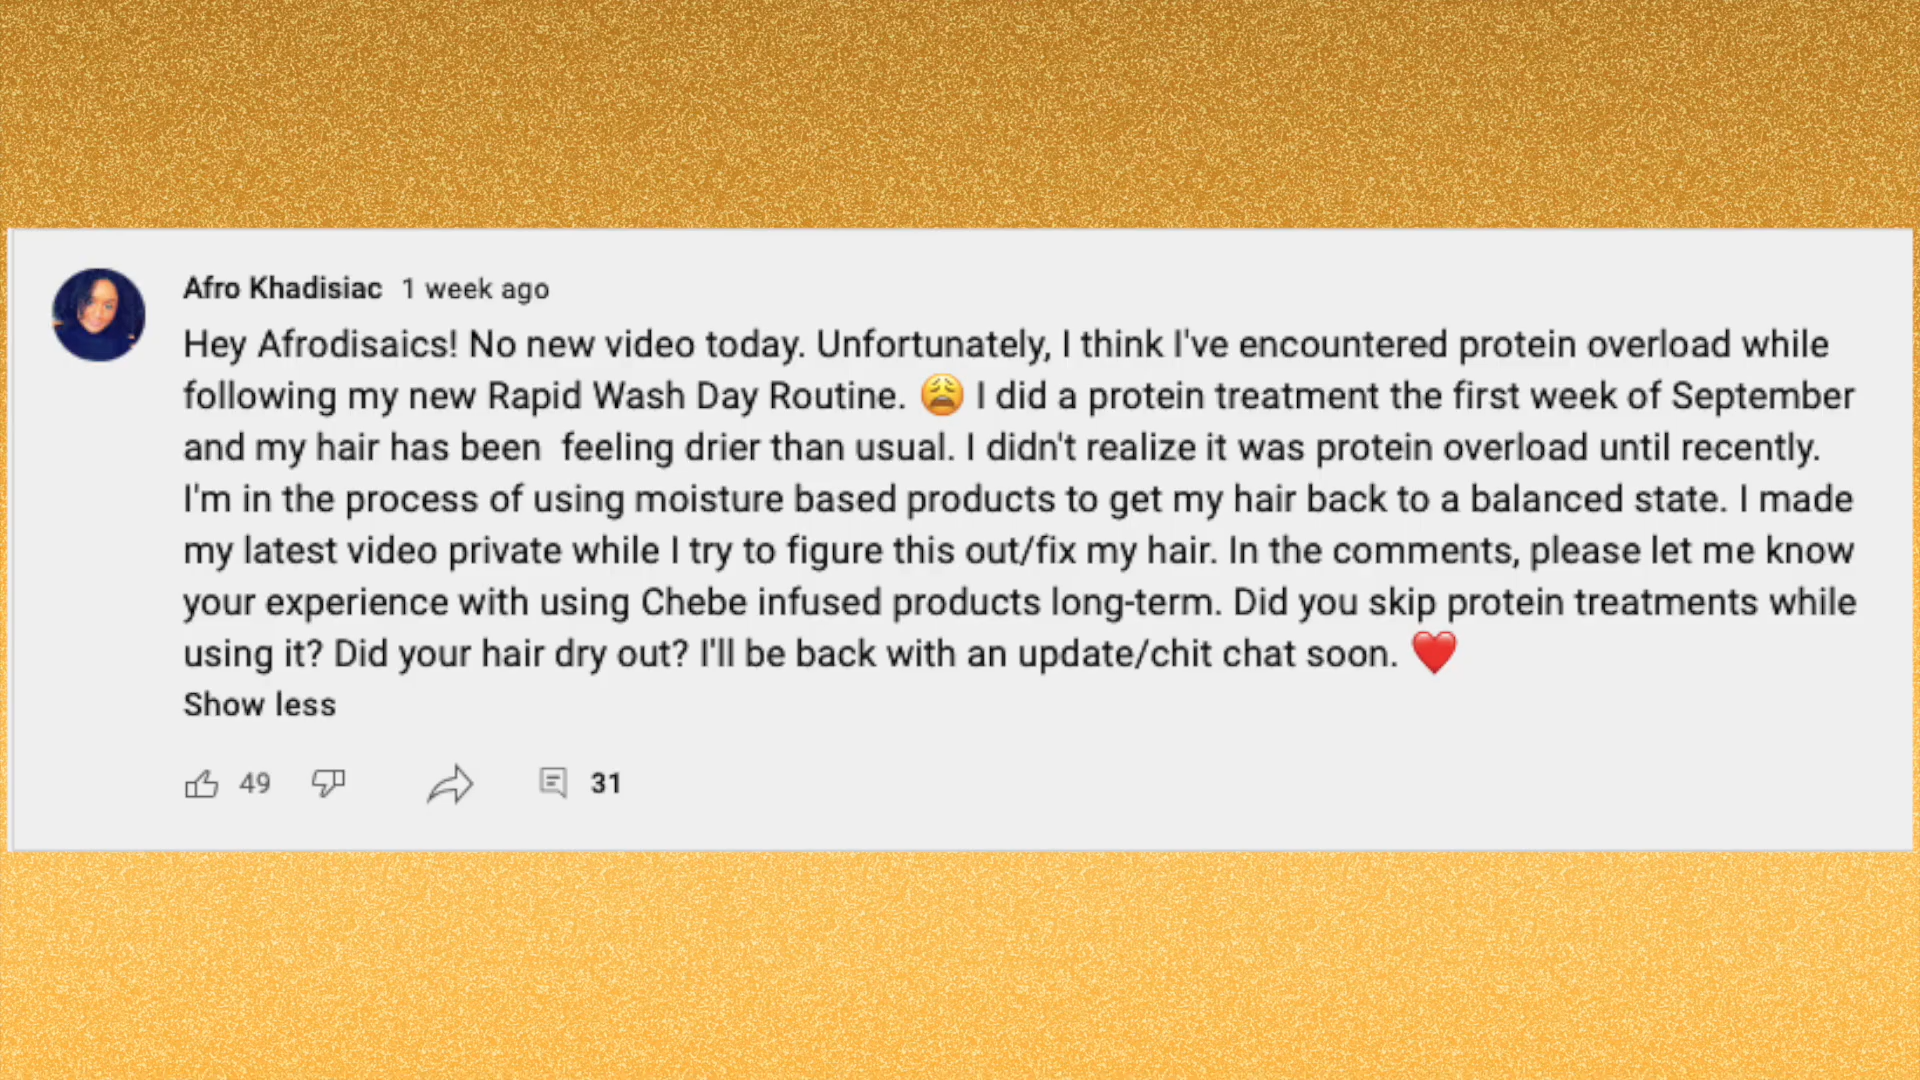 Afro Khadisiac 1 week ago
Hey Afrodisaics! No new video today. Unfortunately, I think I've encountered protein overload while
following my new Rapid Wash Day Routine. 😩 I did a protein treatment the first week of September
and my hair has been  feeling drier than usual. I didn't realize it was protein overload until recently.
I'm in the process of using moisture based products to get my hair back to a balanced state. I made
my latest video private while I try to figure this out/fix my hair. In the comments, please let me know
your experience with using Chebe infused products long-term. Did you skip protein treatments while
using it? Did your hair dry out? I'll be back with an update/chit chat soon. ❤️
Show less
49 31